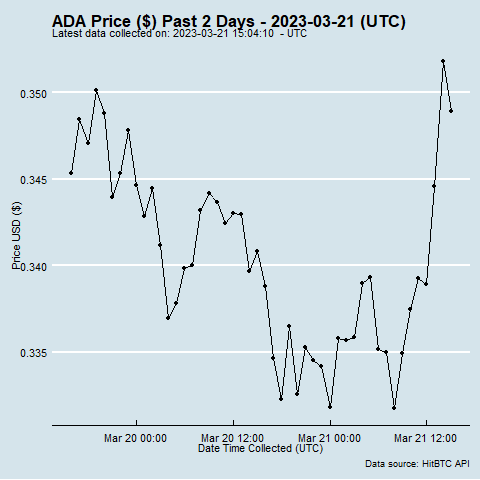 ADA Price ($) Past 2 Days - 2023-03-21 (UTC)
Latest data collected on: 2023-03-21 15:04:10  - UTC
0.350
0.345
0.340
0.335
Price USD ($)
Mar 20 00:00 Mar 20 12:00 Mar 21 00:00 Mar 21 12:00
Date Time Collected (UTC)
Data source: HitBTC API